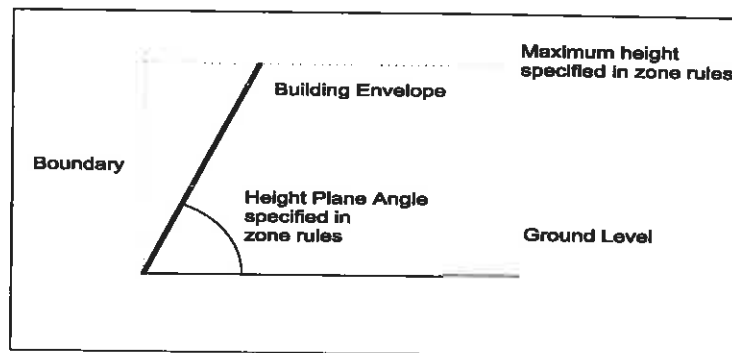 Maximum height
specified in zone rules
Building Envelope
Boundary
Height Plane Angle
specified in
zone rules
Ground Level